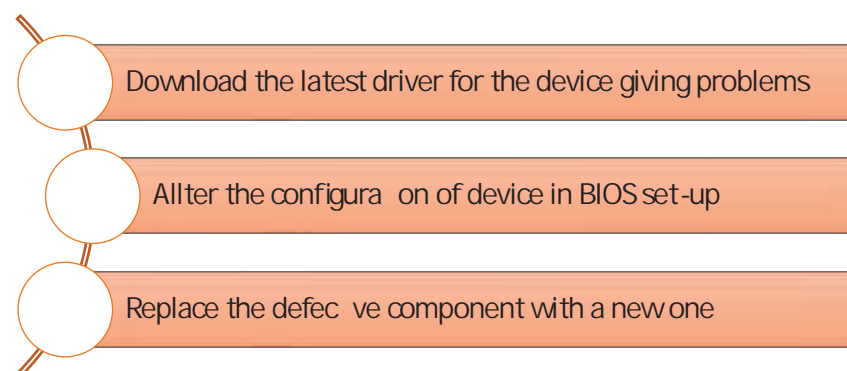 Download the latest driver for the device giving problems
Allter the configura on of device in BIOS set-up
Replace the defec ve component with a new one